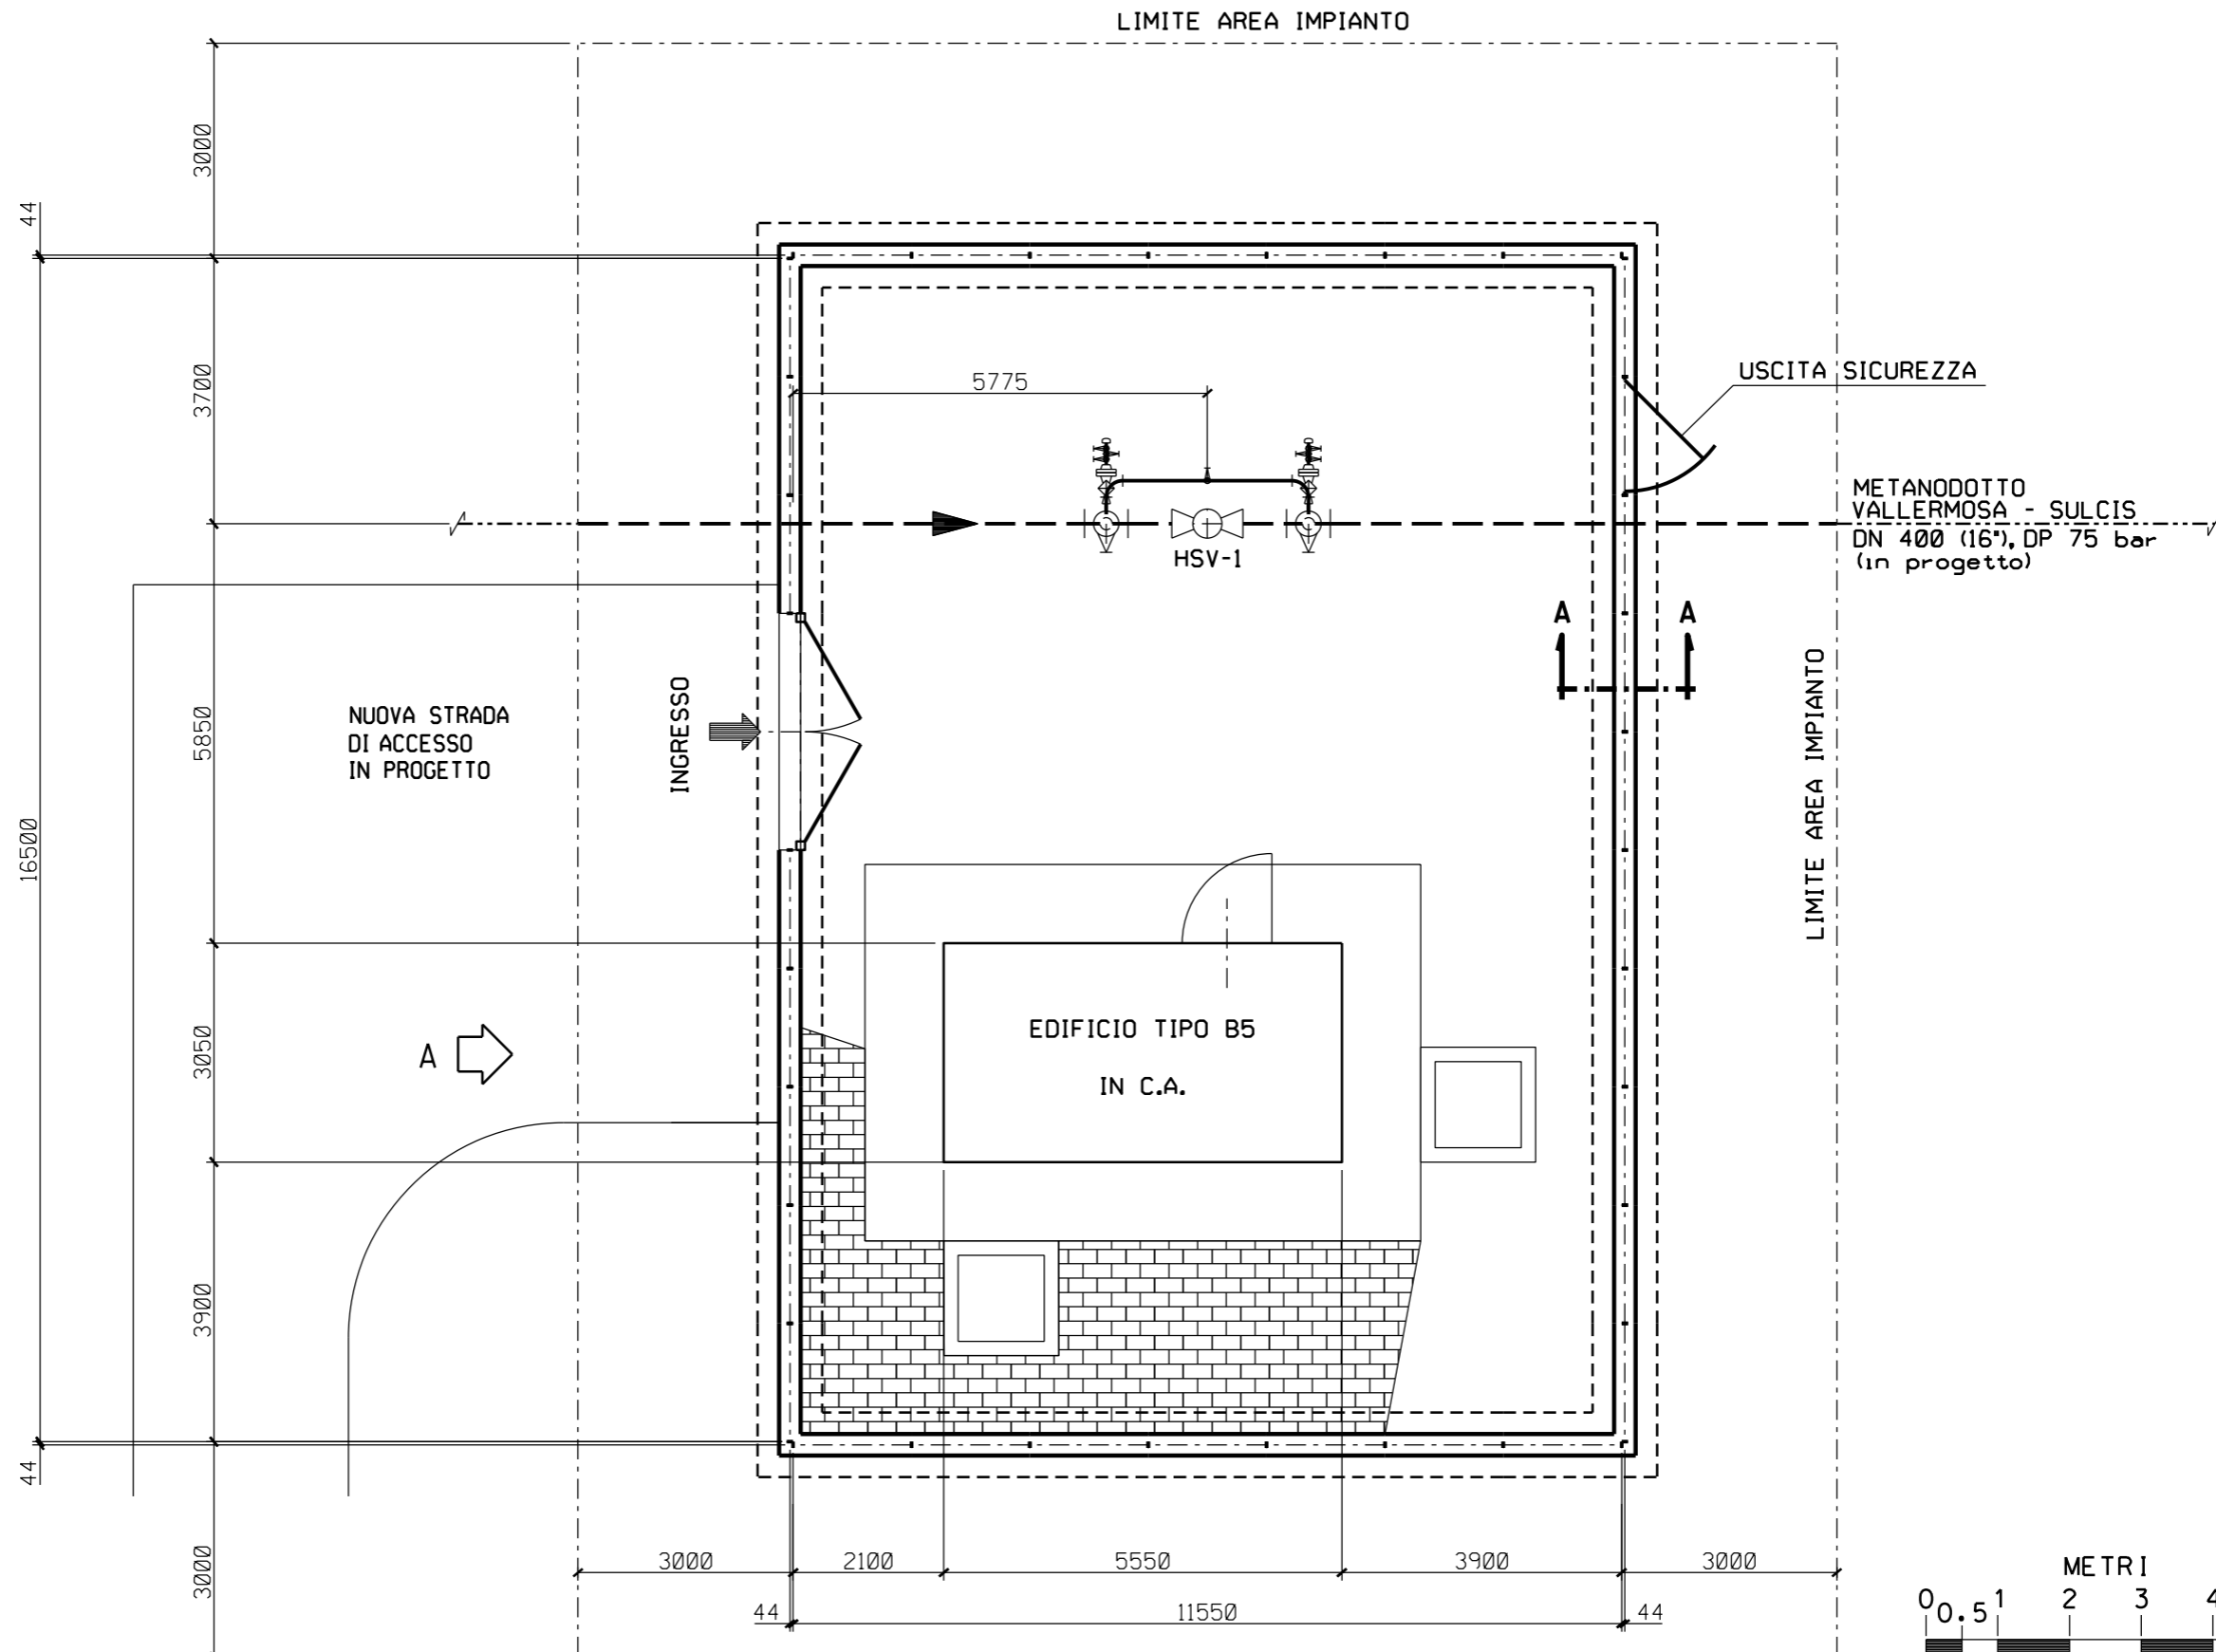 LIMITE AREA IMPIANTO
3000
44
3700
5775
USCITA SICUREZZA
METANODOTTO
VALLERMOSA - SULCIS
DN 400 (16"), DP 75 bar
(in progetto)
HSV-1
A
A
NUOVA STRADA
DI ACCESSO
IN PROGETTO
INGRESSO
5850
LIMITE AREA IMPIANTO
16500
EDIFICIO TIPO B5
IN C.A.
A
3050
3900
44
3000
3000
2100
5550
3900
3000
44
11550
44
METRI
0 0.5 1 2 3 4